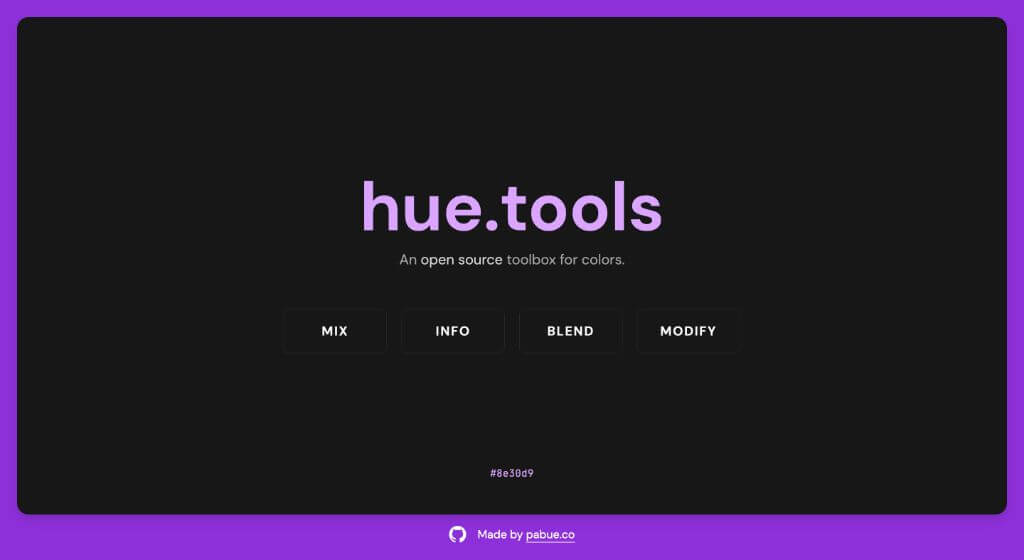 hue.tools
An open source toolbox for colors.
MIX INFO BLEND MODIFY
#8e30d9
Made by pabue.co